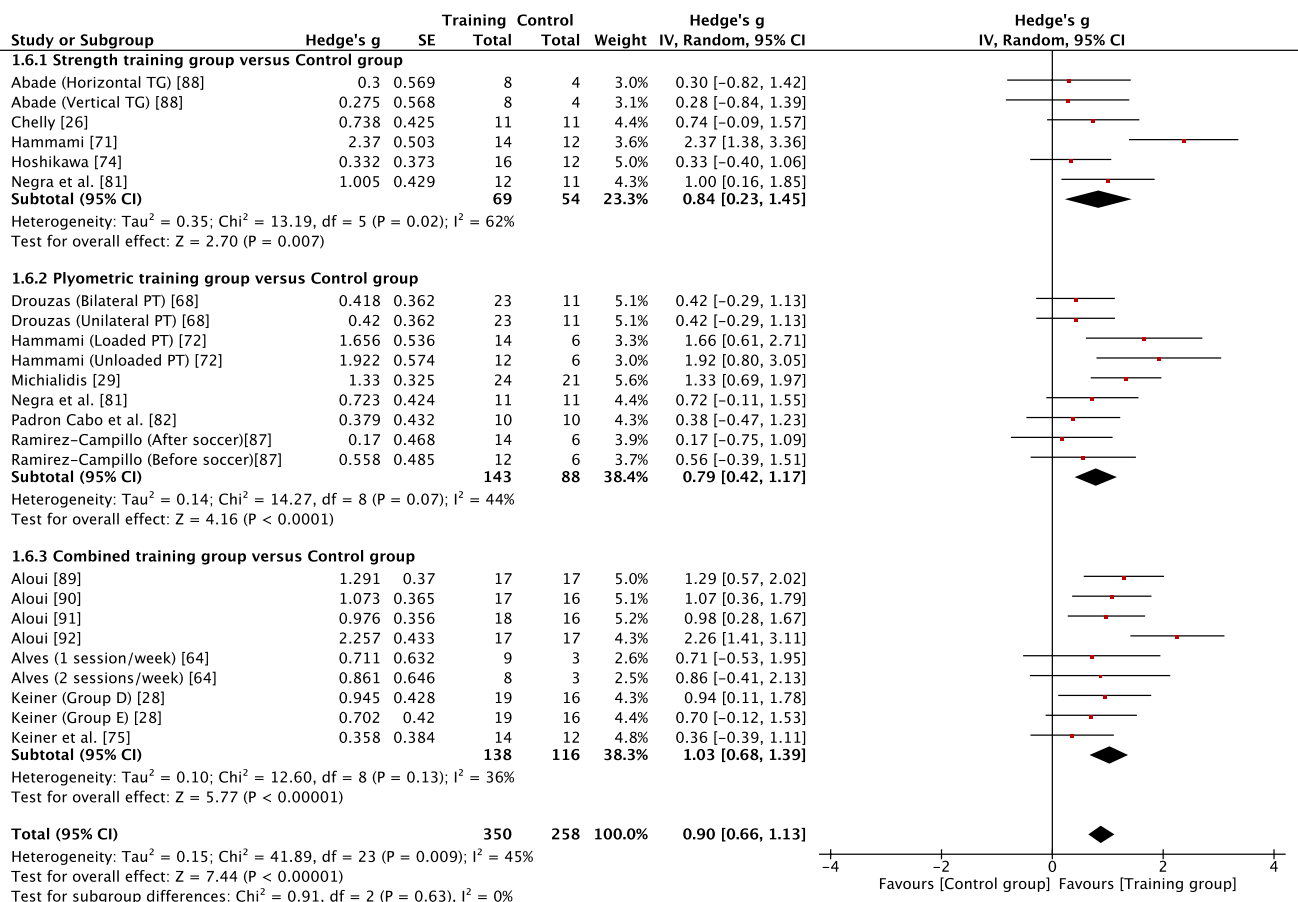 Training Control Hedge's g Hedge's g
Study or Subgroup Hedge's g SE Total Total Weight IV, Random, 95% CI IV, Random, 95% CI
1.6.1 Strength training group versus Control group
Abade (Horizontal TG) [88] 0.3 0.569 8 4 3.0% 0.30 [−0.82, 1.42]
Abade (Vertical TG) [88] 0.275 0.568 8 4 3.1% 0.28 [−0.84, 1.39]
Chelly [26] 0.738 0.425 11 11 4.4% 0.74 [−0.09, 1.57]
Hammami [71] 2.37 0.503 14 12 3.6% 2.37 [1.38, 3.36]
Hoshikawa [74] 0.332 0.373 16 12 5.0% 0.33 [−0.40, 1.06]
Negra et al. [81] 1.005 0.429 12 11 4.3% 1.00 [0.16, 1.85]
Subtotal (95% CI) 69 54 23.3% 0.84 [0.23, 1.45]
Heterogeneity: Tau² = 0.35; Chi² = 13.19, df = 5 (P = 0.02); I² = 62%
Test for overall effect: Z = 2.70 (P = 0.007)
1.6.2 Plyometric training group versus Control group
Drouzas (Bilateral PT) [68] 0.418 0.362 23 11 5.1% 0.42 [−0.29, 1.13]
Drouzas (Unilateral PT) [68] 0.42 0.362 23 11 5.1% 0.42 [−0.29, 1.13]
Hammami (Loaded PT) [72] 1.656 0.536 14 6 3.3% 1.66 [0.61, 2.71]
Hammami (Unloaded PT) [72] 1.922 0.574 12 6 3.0% 1.92 [0.80, 3.05]
Michialidis [29] 1.33 0.325 24 21 5.6% 1.33 [0.69, 1.97]
Negra et al. [81] 0.723 0.424 11 11 4.4% 0.72 [−0.11, 1.55]
Padron Cabo et al. [82] 0.379 0.432 10 10 4.3% 0.38 [−0.47, 1.23]
Ramirez−Campillo (After soccer)[87] 0.17 0.468 14 6 3.9% 0.17 [−0.75, 1.09]
Ramirez−Campillo (Before soccer)[87] 0.558 0.485 12 6 3.7% 0.56 [−0.39, 1.51]
Subtotal (95% CI) 143 88 38.4% 0.79 [0.42, 1.17]
Heterogeneity: Tau² = 0.14; Chi² = 14.27, df = 8 (P = 0.07); I² = 44%
Test for overall effect: Z = 4.16 (P < 0.0001)
1.6.3 Combined training group versus Control group
Aloui [89] 1.291 0.37 17 17 5.0% 1.29 [0.57, 2.02]
Aloui [90] 1.073 0.365 17 16 5.1% 1.07 [0.36, 1.79]
Aloui [91] 0.976 0.356 18 16 5.2% 0.98 [0.28, 1.67]
Aloui [92] 2.257 0.433 17 17 4.3% 2.26 [1.41, 3.11]
Alves (1 session/week) [64] 0.711 0.632 9 3 2.6% 0.71 [−0.53, 1.95]
Alves (2 sessions/week) [64] 0.861 0.646 8 3 2.5% 0.86 [−0.41, 2.13]
Keiner (Group D) [28] 0.945 0.428 19 16 4.3% 0.94 [0.11, 1.78]
Keiner (Group E) [28] 0.702 0.42 19 16 4.4% 0.70 [−0.12, 1.53]
Keiner et al. [75] 0.358 0.384 14 12 4.8% 0.36 [−0.39, 1.11]
Subtotal (95% CI) 138 116 38.3% 1.03 [0.68, 1.39]
Heterogeneity: Tau² = 0.10; Chi² = 12.60, df = 8 (P = 0.13); I² = 36%
Test for overall effect: Z = 5.77 (P < 0.00001)
Total (95% CI) 350 258 100.0% 0.90 [0.66, 1.13]
Heterogeneity: Tau² = 0.15; Chi² = 41.89, df = 23 (P = 0.009); I² = 45%
Test for overall effect: Z = 7.44 (P < 0.00001)
Test for subgroup differences: Chi² = 0.91, df = 2 (P = 0.63), I² = 0%
−4 −2 0 2 4
Favours [Control group] Favours [Training group]